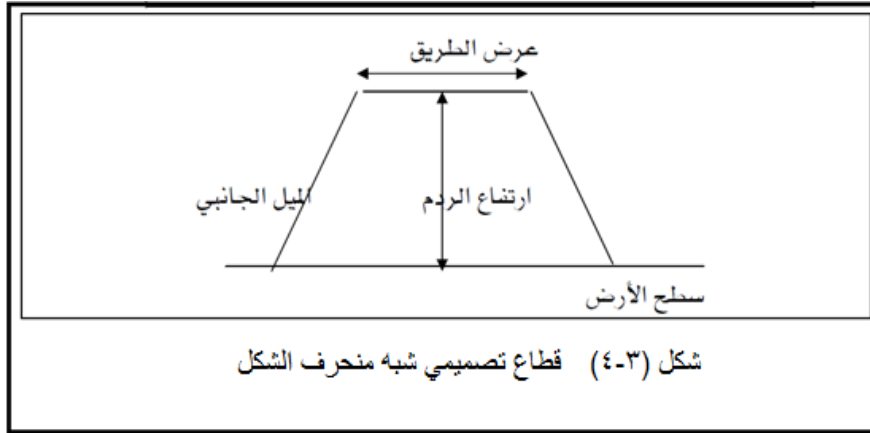 عرض الطريق
الميل الجانبي
ارتفاع الردم
سطح الأرض
شكل (٣-٤) قطاع تصميمي شبه منحرف الشكل